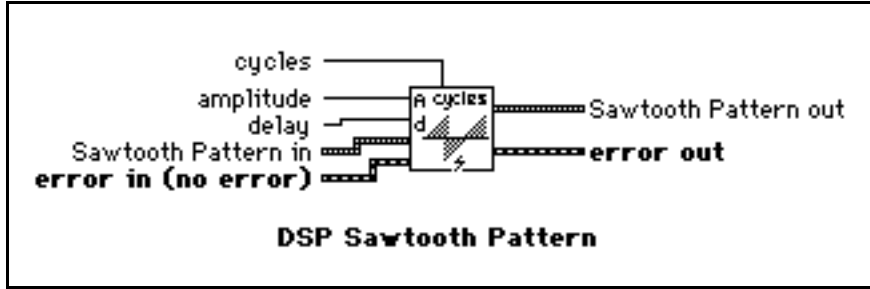 cycles
amplitude
delay
Sawtooth Pattern in
error in (no error)
A cycles
d
Sawtooth Pattern out
error out
DSP Sawtooth Pattern